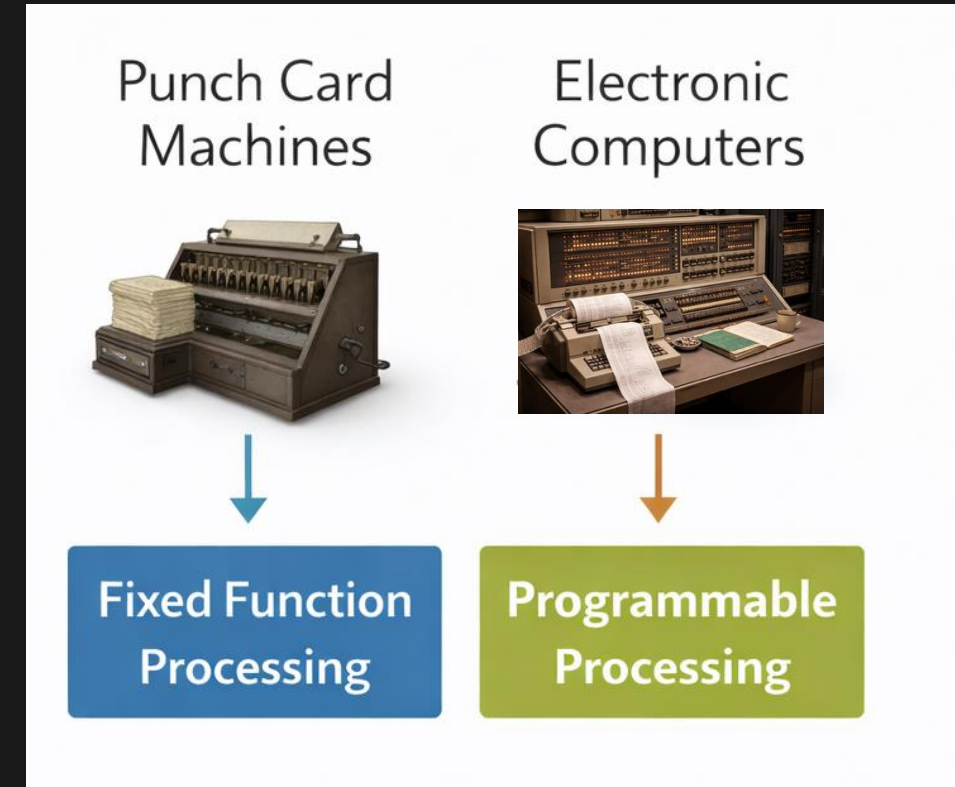 Punch Card
Machines
Electronic
Computers
Fixed Function
Processing
Programmable
Processing